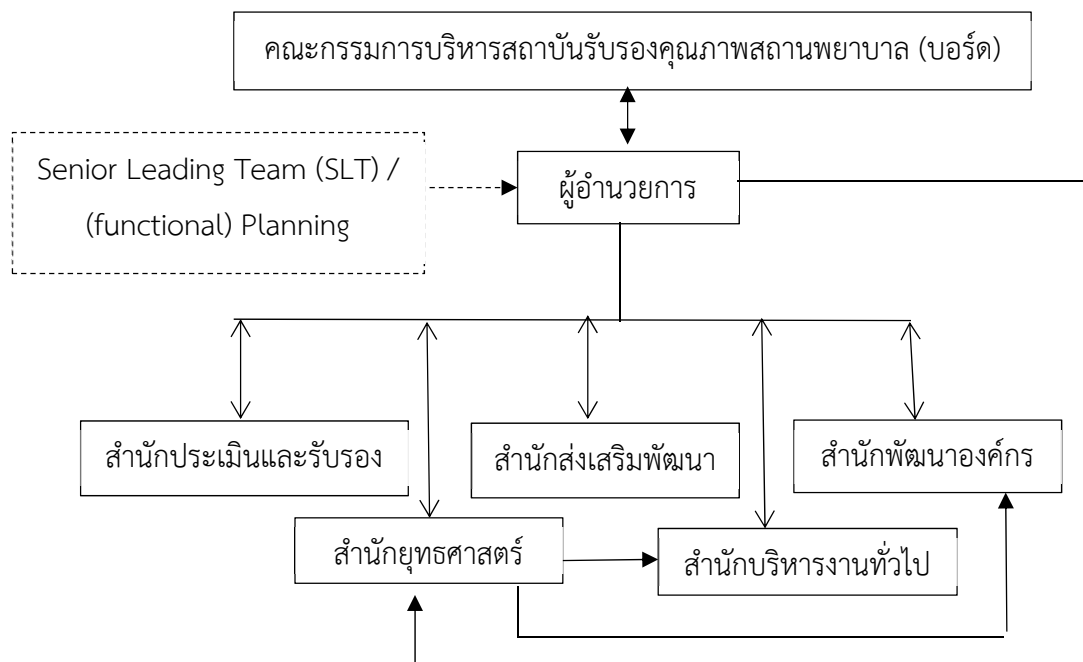 คณะกรรมการบริหารสถาบันรับรองคุณภาพสถานพยาบาล (บอร์ด)
Senior Leading Team (SLT) /
(functional) Planning
ผู้อำนวยการ
สำนักประเมินและรับรอง
สำนักส่งเสริมพัฒนา
สำนักพัฒนาองค์กร
สำนักยุทธศาสตร์
สำนักบริหารงานทั่วไป